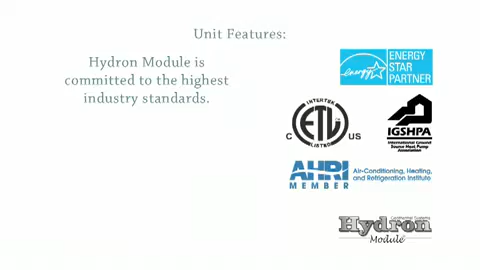 Unit Features:
Hydron Module is
committed to the highest
industry standards.
ENERGY
STAR
PARTNER
energy
INTERTEK
C ETL US
LISTED
IGSHPA
International Ground
Source Heat Pump
Association
AHRI
MEMBER
Air-Conditioning, Heating,
and Refrigeration Institute
Hydron
Module